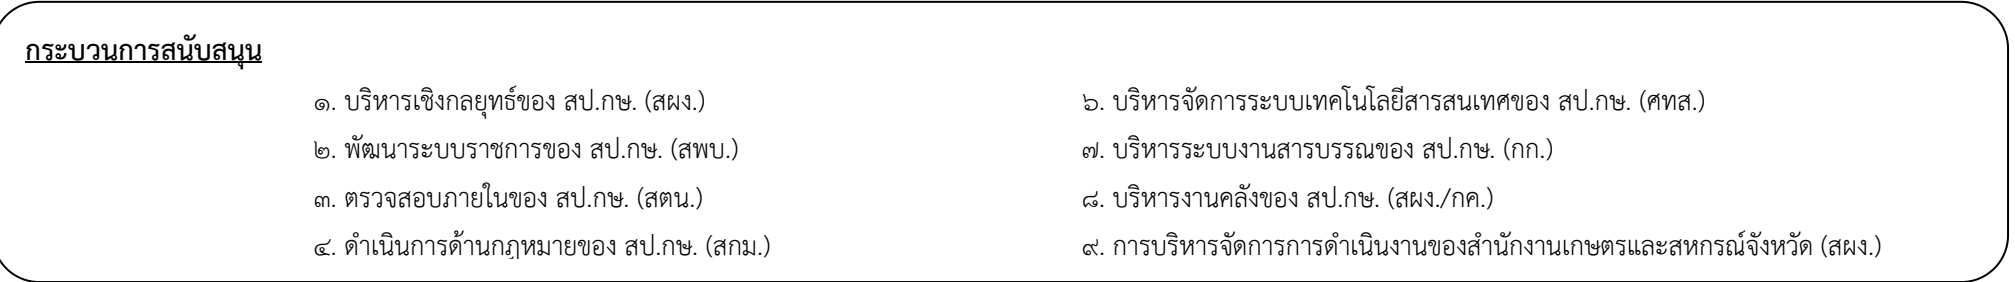 กระบวนการสนับสนุน
๑. บริหารเชิงกลยุทธ์ของ สป.กษ. (สผง.)
๒. พัฒนาระบบราชการของ สป.กษ. (สพบ.)
๓. ตรวจสอบภายในของ สป.กษ. (สตน.)
๔. ดำเนินการด้านกฎหมายของ สป.กษ. (สกม.)
๖. บริหารจัดการระบบเทคโนโลยีสารสนเทศของ สป.กษ. (ศทส.)
๗. บริหารระบบงานสารบรรณของ สป.กษ. (กก.)
๘. บริหารงานคลังของ สป.กษ. (สผง./กค.)
๙. การบริหารจัดการการดำเนินงานของสำนักงานเกษตรและสหกรณ์จังหวัด (สผง.)